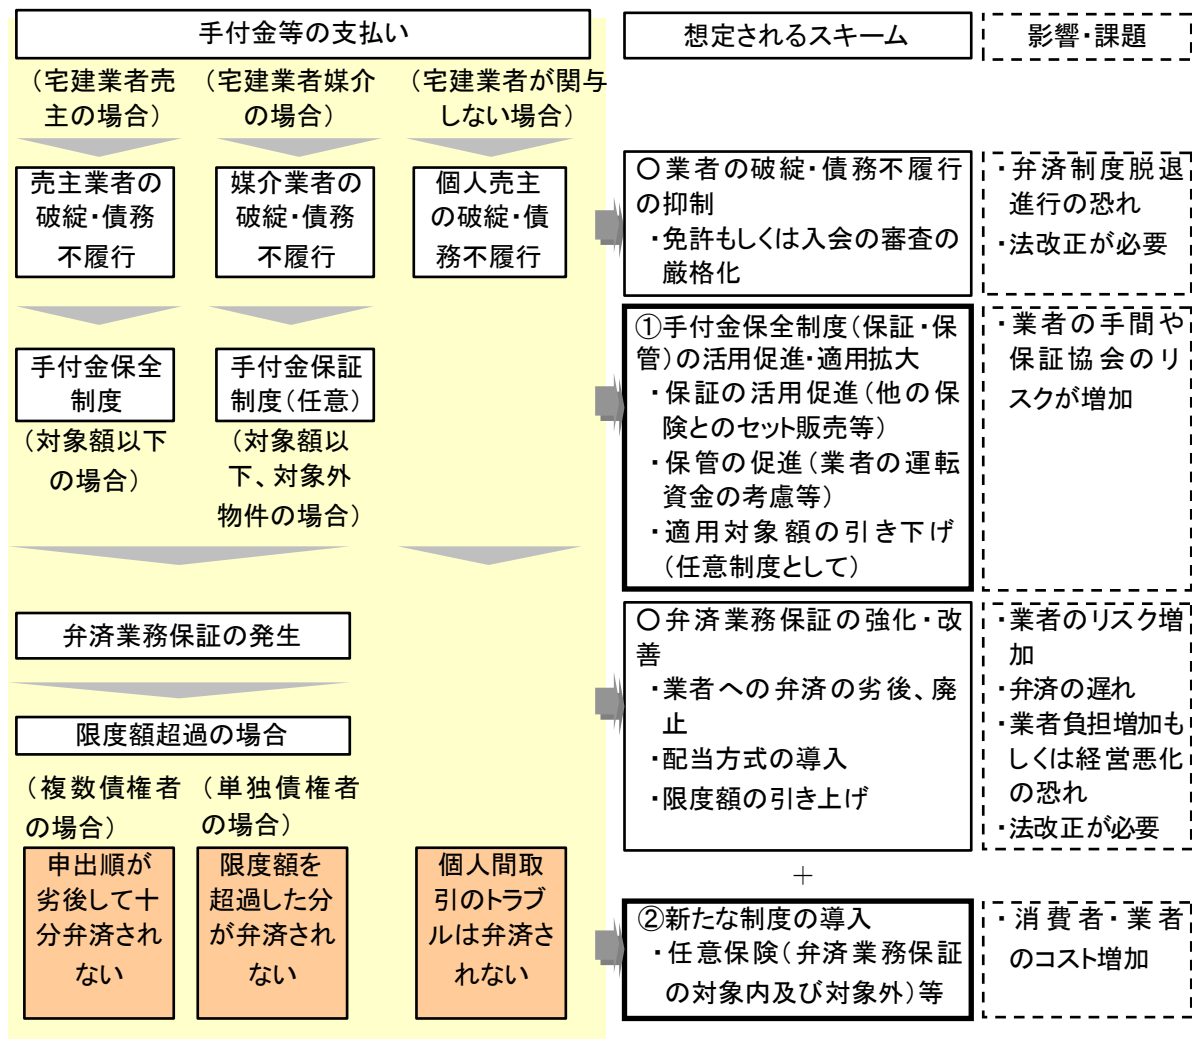 手付金等の支払い
（宅建業者売
主の場合）
（宅建業者媒介
の場合）
（宅建業者が関与
しない場合）
売主業者の
破綻・債務
不履行
媒介業者の
破綻・債務
不履行
個人売主
の破綻・債
務不履行
手付金保全
制度
手付金保証
制度（任意）
（対象額以下
の場合）
（対象額以
下、対象外
物件の場合）
弁済業務保証の発生
限度額超過の場合
（複数債権者
の場合）
（単独債権者
の場合）
申出順が
劣後して十
分弁済され
ない
限度額を
超過した分
が弁済され
ない
個人間取
引のトラブ
ルは弁済さ
れない
想定されるスキーム
○業者の破綻・債務不履行
の抑制
・免許もしくは入会の審査の
厳格化
①手付金保全制度（保証・保
管）の活用促進・適用拡大
・保証の活用促進（他の保
険とのセット販売等）
・保管の促進（業者の運転
資金の考慮等）
・適用対象額の引き下げ
（任意制度として）
○弁済業務保証の強化・改
善
・業者への弁済の劣後、廃
止
・配当方式の導入
・限度額の引き上げ
＋
②新たな制度の導入
・任意保険（弁済業務保証
の対象内及び対象外）等
影響・課題
・弁済制度脱退
進行の恐れ
・法改正が必要
・業者の手間や
保証協会のリ
スクが増加
・業者のリスク増
加
・弁済の遅れ
・業者負担増加も
しくは経営悪化
の恐れ
・法改正が必要
・消費者・業者
のコスト増加